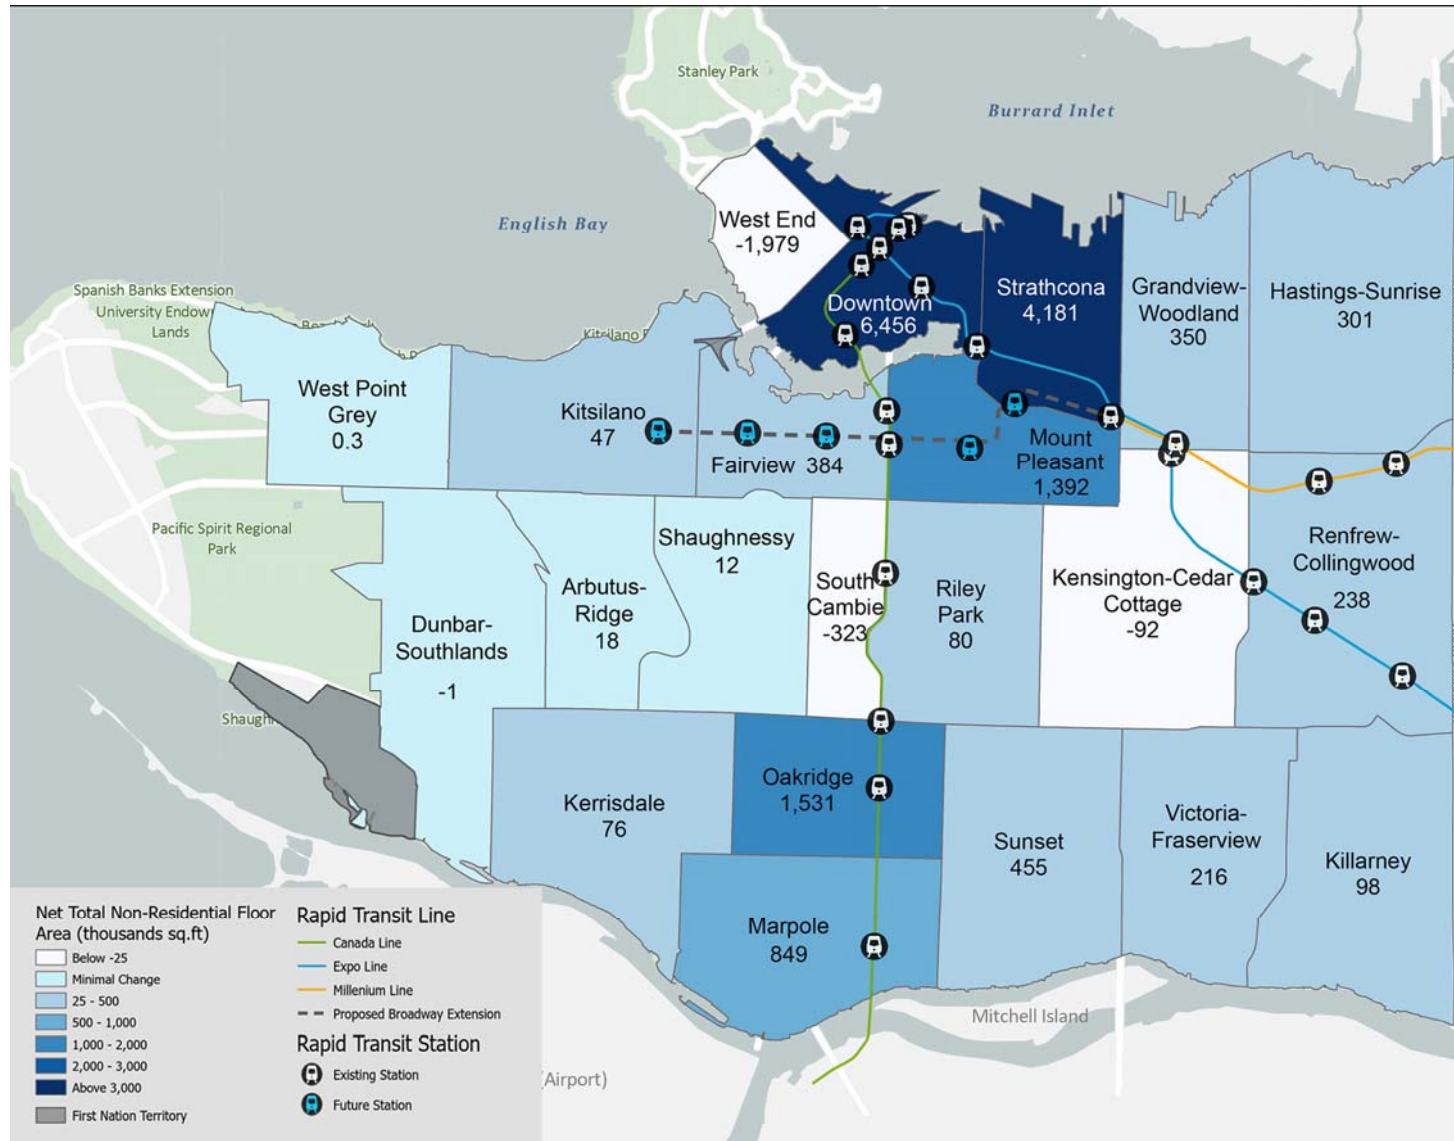 Stanley Park
Burrard Inlet
English Bay
West End
-1,979
Spanish Banks Extension
University Endow
Lands
Kitsilano
Downtown
6,456
Strathcona
4,181
Grandview-
Woodland
350
Hastings-Sunrise
301
West Point
Grey
0.3
Kitsilano
47
Fairview 384
Mount
Pleasant
1,392
Pacific Spirit Regional
Park
Dunbar-
Southlands
-1
Arbutus-
Ridge
18
Shaughnessy
12
South
Cambie
-323
Riley
Park
80
Kensington-Cedar
Cottage
-92
Renfrew-
Collingwood
238
Shaughn
Kerrisdale
76
Oakridge
1,531
Marpole
849
Sunset
455
Victoria-
Fraserview
216
Killarney
98
Mitchell Island
(Airport)
Net Total Non-Residential Floor
Area (thousands sq.ft)
Below -25
Minimal Change
25 - 500
500 - 1,000
1,000 - 2,000
2,000 - 3,000
Above 3,000
First Nation Territory
Rapid Transit Line
Canada Line
Expo Line
Millenium Line
Proposed Broadway Extension
Rapid Transit Station
Existing Station
Future Station